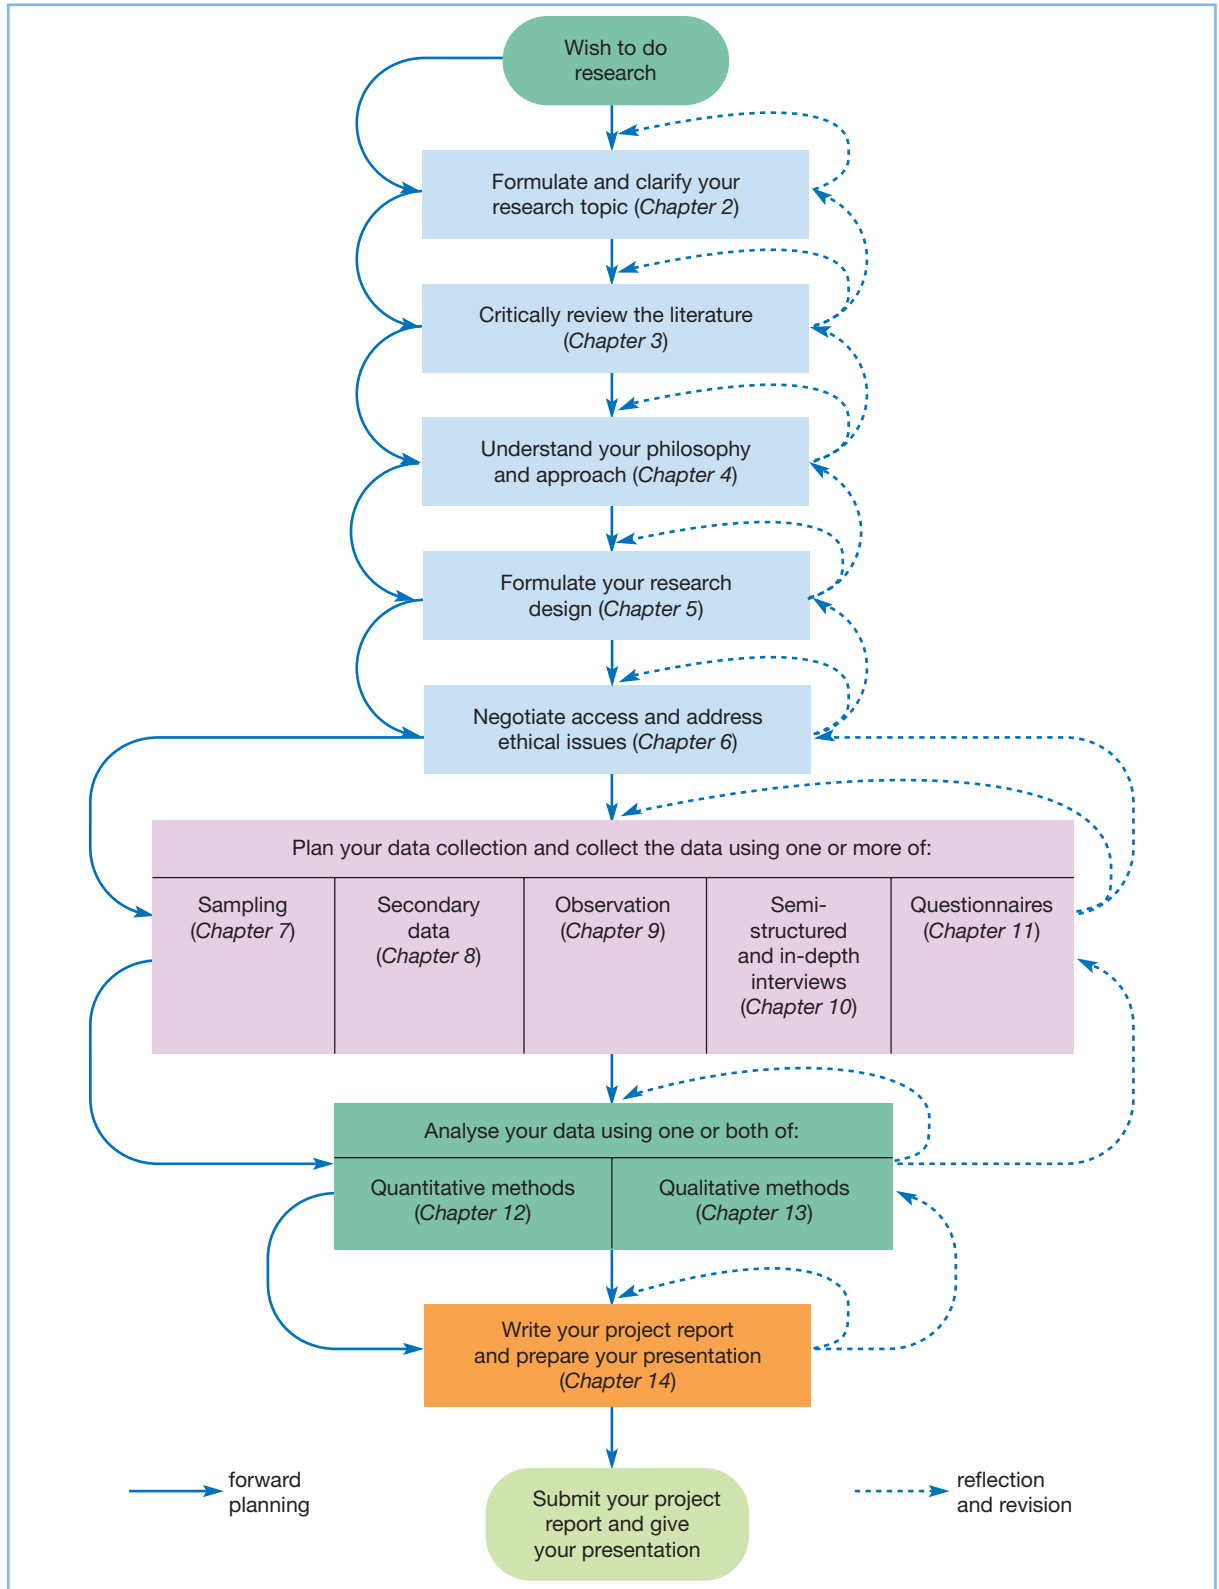 Wish to do
research
Formulate and clarify your
research topic (Chapter 2)
Critically review the literature
(Chapter 3)
Understand your philosophy
and approach (Chapter 4)
Formulate your research
design (Chapter 5)
Negotiate access and address
ethical issues (Chapter 6)
Plan your data collection and collect the data using one or more of:
Sampling
(Chapter 7)
Secondary
data
(Chapter 8)
Observation
(Chapter 9)
Semi-
structured
and in-depth
interviews
(Chapter 10)
Questionnaires
(Chapter 11)
Analyse your data using one or both of:
Quantitative methods
(Chapter 12)
Qualitative methods
(Chapter 13)
Write your project report
and prepare your presentation
(Chapter 14)
forward
planning
Submit your project
report and give
your presentation
reflection
and revision